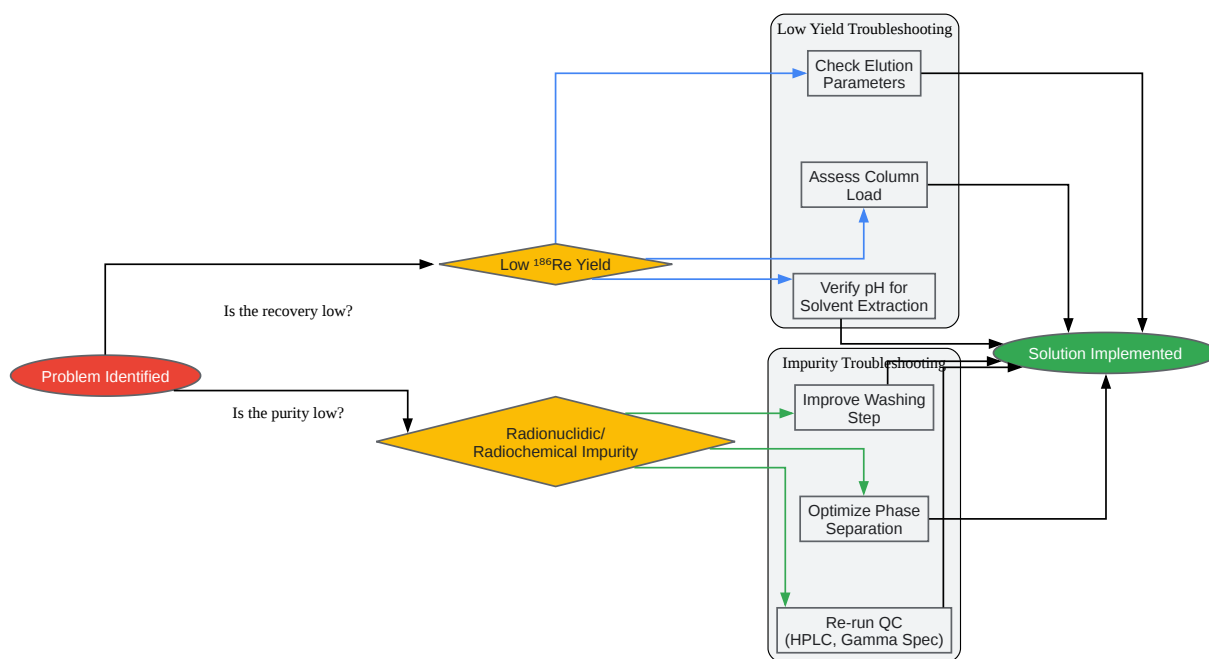 Low Yield Troubleshooting
Check Elution
Parameters
Assess Column
Load
Low ¹⁸⁶Re Yield
Verify pH for
Solvent Extraction
Is the recovery low?
Problem Identified
Is the purity low?
Solution Implemented
Impurity Troubleshooting
Improve Washing
Step
Radionuclidic/
Radiochemical Impurity
Optimize Phase
Separation
Re-run QC
(HPLC, Gamma Spec)